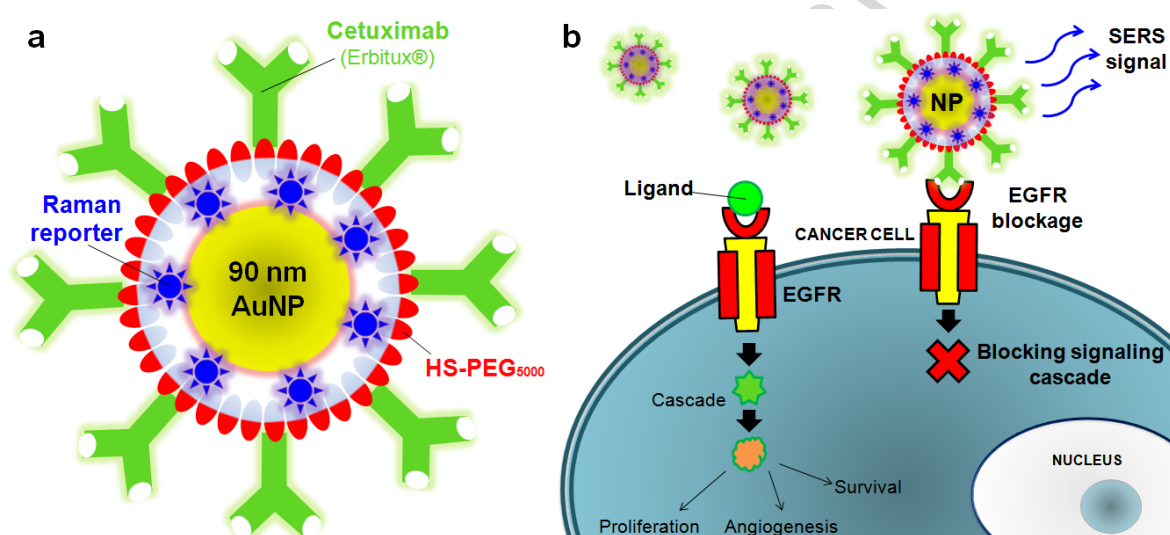 a
Cetuximab
(Erbitux®)
Raman
reporter
90 nm
AuNP
HS-PEG5000
b
SERS
signal
NP
Ligand
EGFR
blockage
CANCER CELL
EGFR
Blocking signaling
cascade
Cascade
NUCLEUS
Survival
Proliferation
Angiogenesis